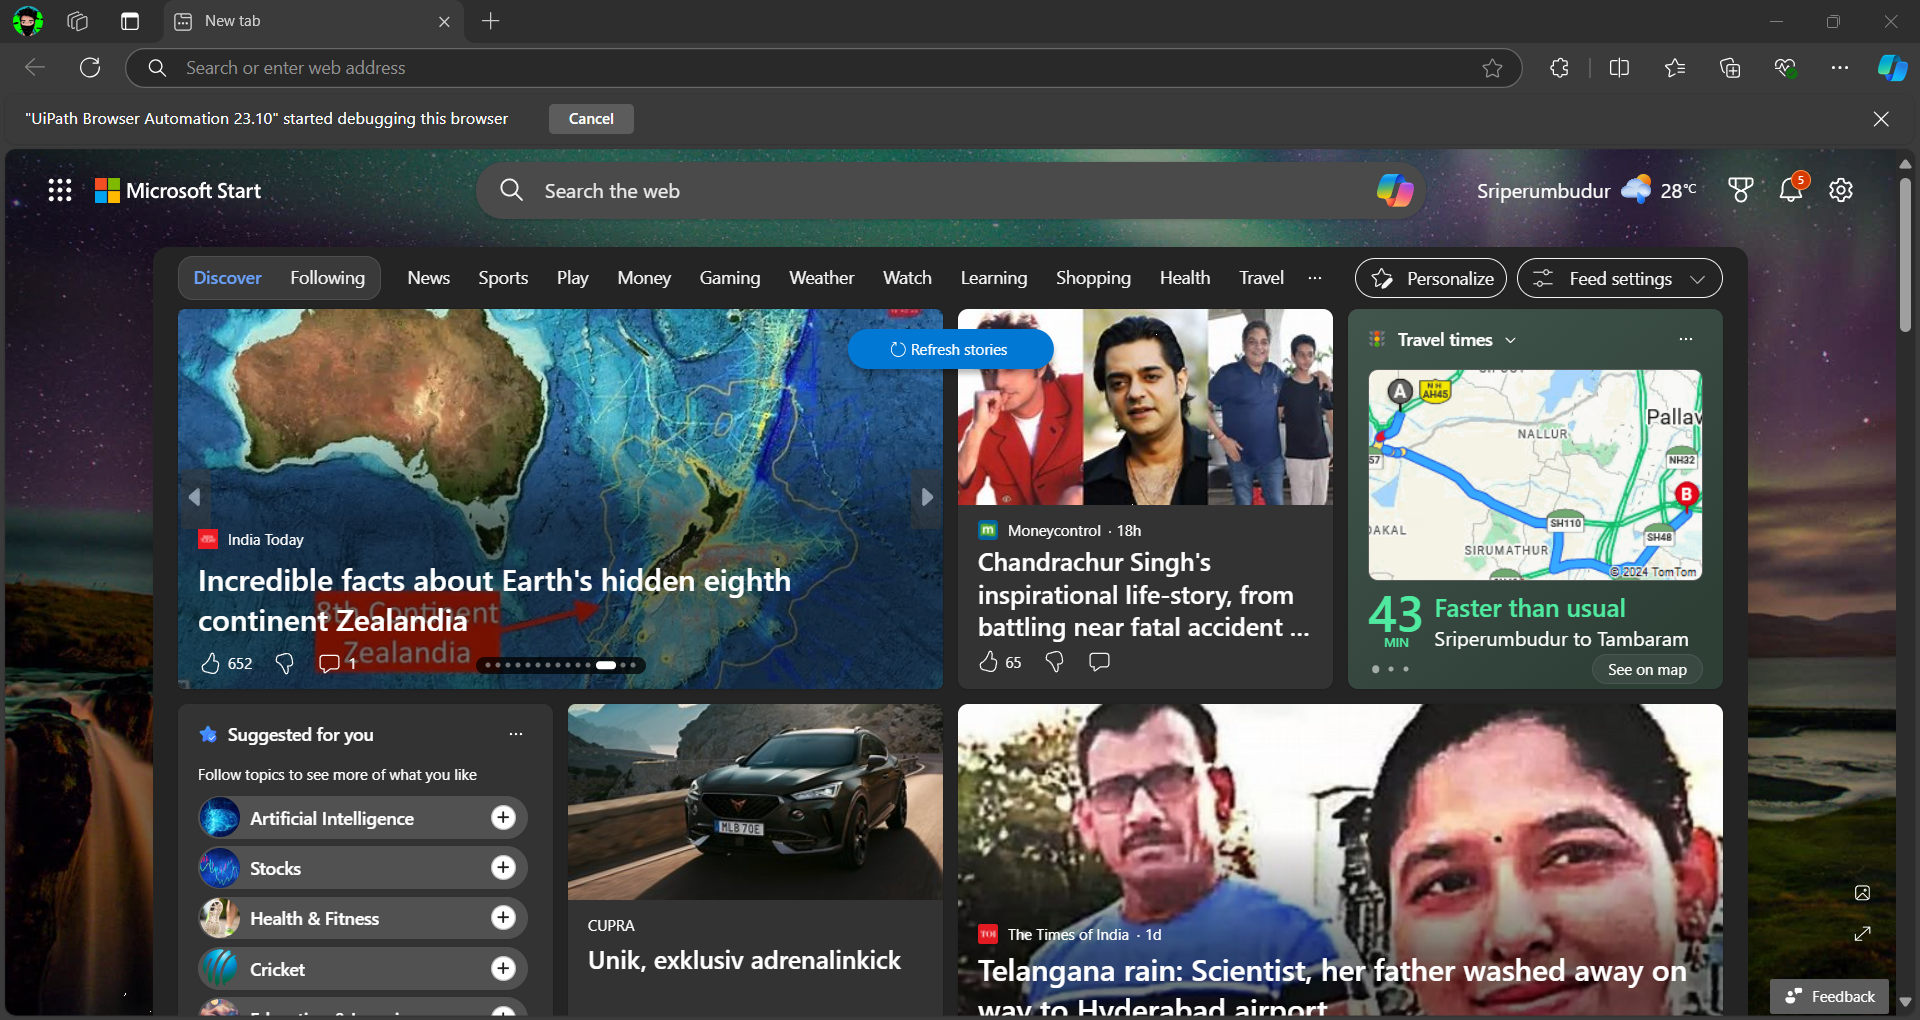 New tab
Search or enter web address
"UiPath Browser Automation 23.10" started debugging this browser
Cancel
Microsoft Start
Search the web
Sriperumbudur
28°C
5
Discover
Following
News
Sports
Play
Money
Gaming
Weather
Watch
Learning
Shopping
Health
Travel
Personalize
Feed settings
Refresh stories
India Today
Incredible facts about Earth's hidden eighth
continent Zealandia
8th Continent
Zealandia
652
1
Moneycontrol · 18h
Chandrachur Singh's
inspirational life-story, from
battling near fatal accident ...
65
Travel times
A
NH
AH45
Pallav
NALLUR
57
NH32
B
SH110
DAKAL
SH48
SIRUMATHUR
© 2024 TomTom
43
MIN
Faster than usual
Sriperumbudur to Tambaram
See on map
Suggested for you
Follow topics to see more of what you like
Artificial Intelligence
Stocks
Health & Fitness
Cricket
MLB 70E
CUPRA
Unik, exklusiv adrenalinkick
TOI
The Times of India · 1d
Telangana rain: Scientist, her father washed away on
way to Hyderabad airport
Feedback